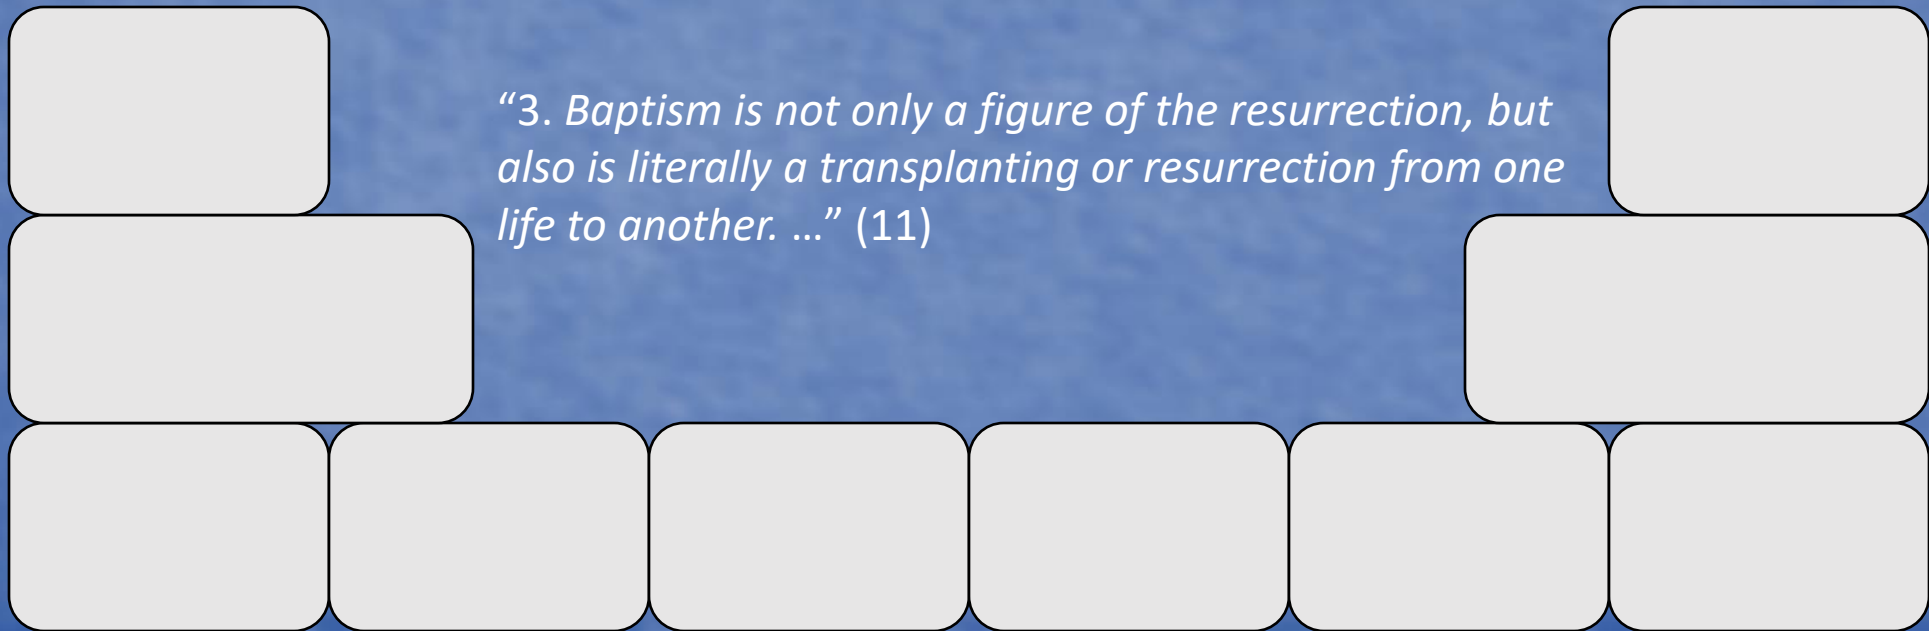 “3. Baptism is not only a figure of the resurrection, but
also is literally a transplanting or resurrection from one
life to another. …” (11)